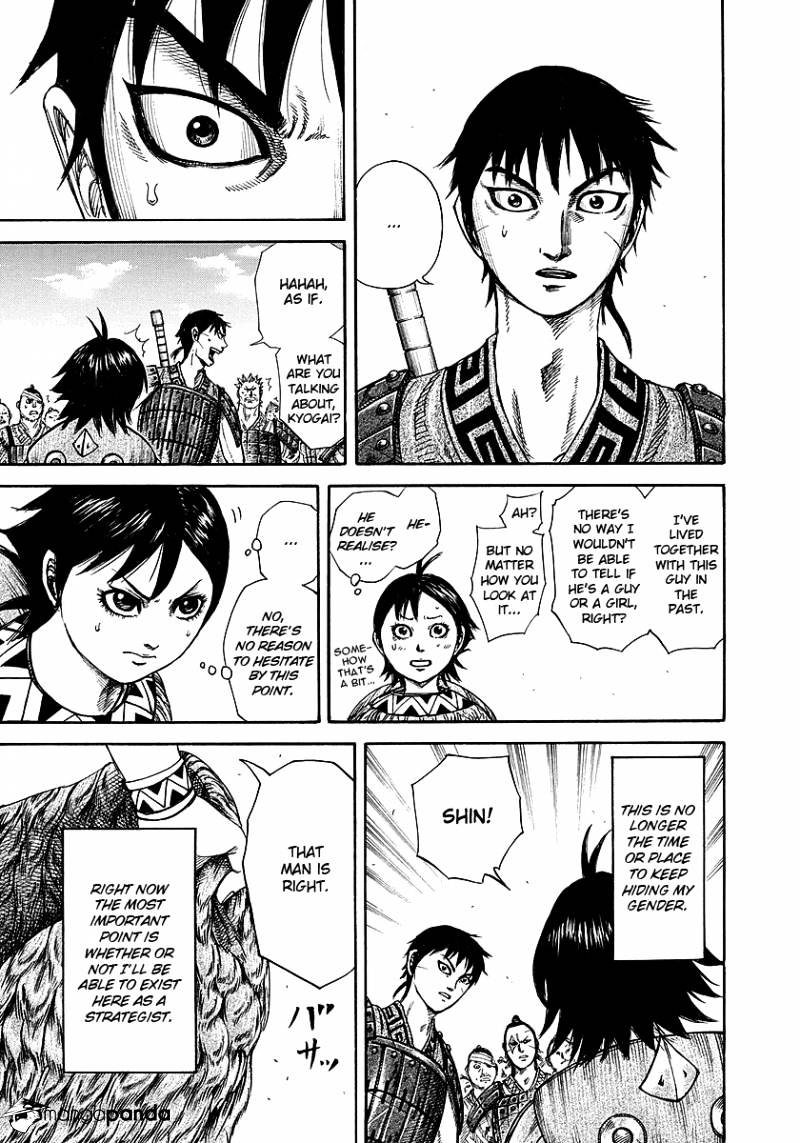 ...
HAHAH,
AS IF.
WHAT
ARE YOU
TALKING
ABOUT,
KYOGAI?
I'VE
LIVED
TOGETHER
WITH THIS
GUY IN
THE
PAST.
THERE'S
NO WAY I
WOULDN'T
BE ABLE
TO TELL IF
HE'S A GUY
OR A GIRL,
RIGHT?
AH?
BUT NO
MATTER
HOW YOU
LOOK AT
IT...
HE-
HE
DOESN'T
REALISE?
...
SOME-
HOW
THAT'S
A BIT...
...
NO,
THERE'S
NO REASON
TO HESITATE
BY THIS
POINT.
THIS IS NO
LONGER
THE TIME
OR PLACE
TO KEEP
HIDING MY
GENDER.
SHIN!
THAT
MAN IS
RIGHT.
RIGHT NOW
THE MOST
IMPORTANT
POINT IS
WHETHER OR
NOT I'LL BE
ABLE TO EXIST
HERE AS A
STRATEGIST.
バサッ
mangapanda